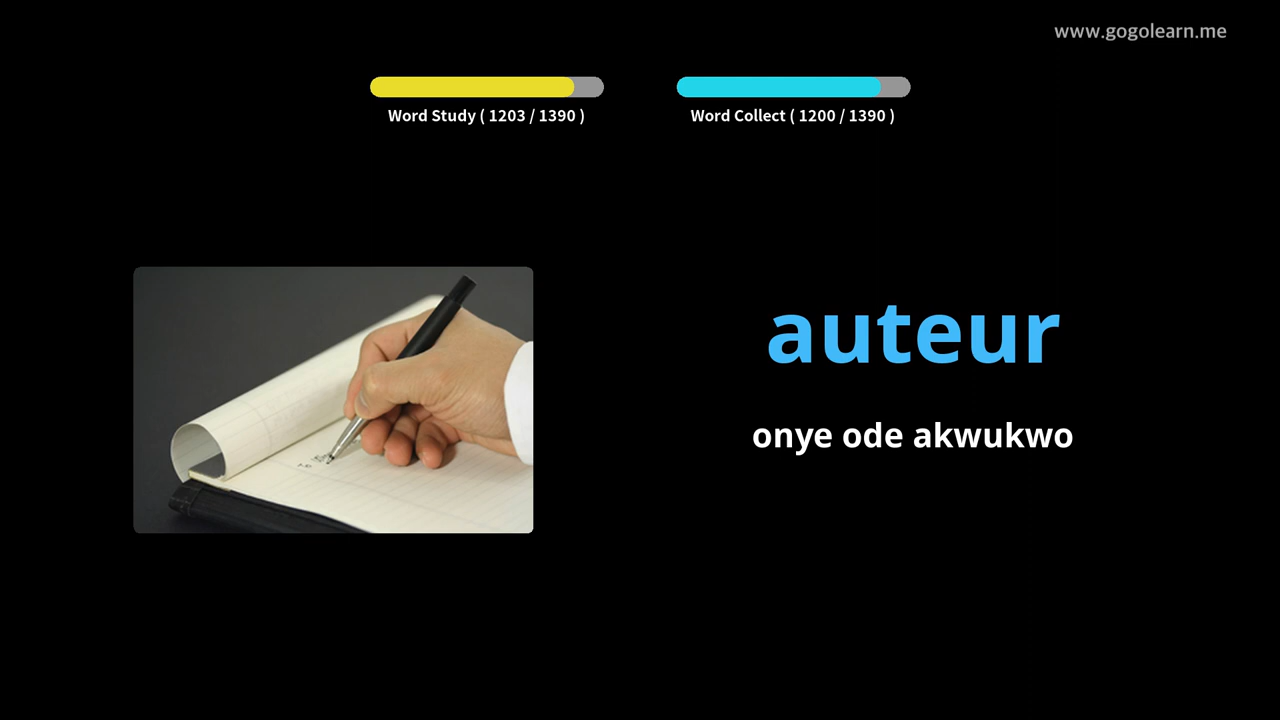 www.gogolearn.me
Word Study ( 1203 / 1390 )
Word Collect ( 1200 / 1390 )
auteur
onye ode akwukwo